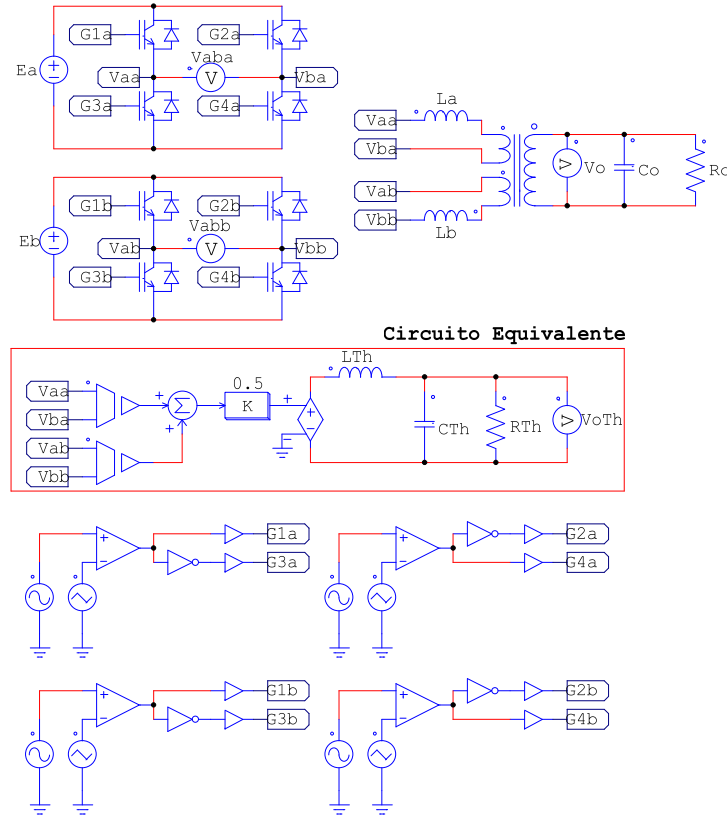 G1a G2a
Vaba
Ea Vaa V Vba
G3a G4a
La
Vaa
Vba V Vo Co
Vab
Vbb
Lb
G1b G2b
Vabb
Eb Vab V Vbb
G3b G4b
Circuito Equivalente
LTh
Vaa 0.5
Vba Σ K
CTh RTh V VoTh
Vab
Vbb
G1a G2a
G3a G4a
G1b G2b
G3b G4b